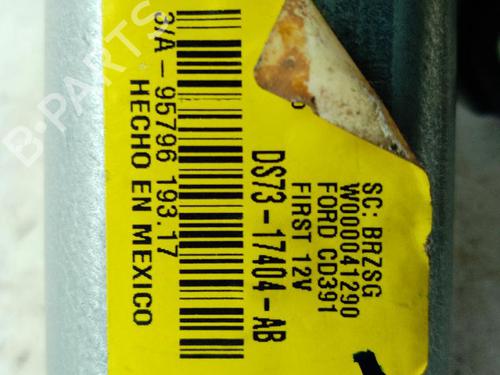 SC: BRZSG
W000041290
FORD CD391
FIRST 12V
DS73-17404-AB
3/A - 95796 193.17
HECHO EN MEXICO
B-PARTS